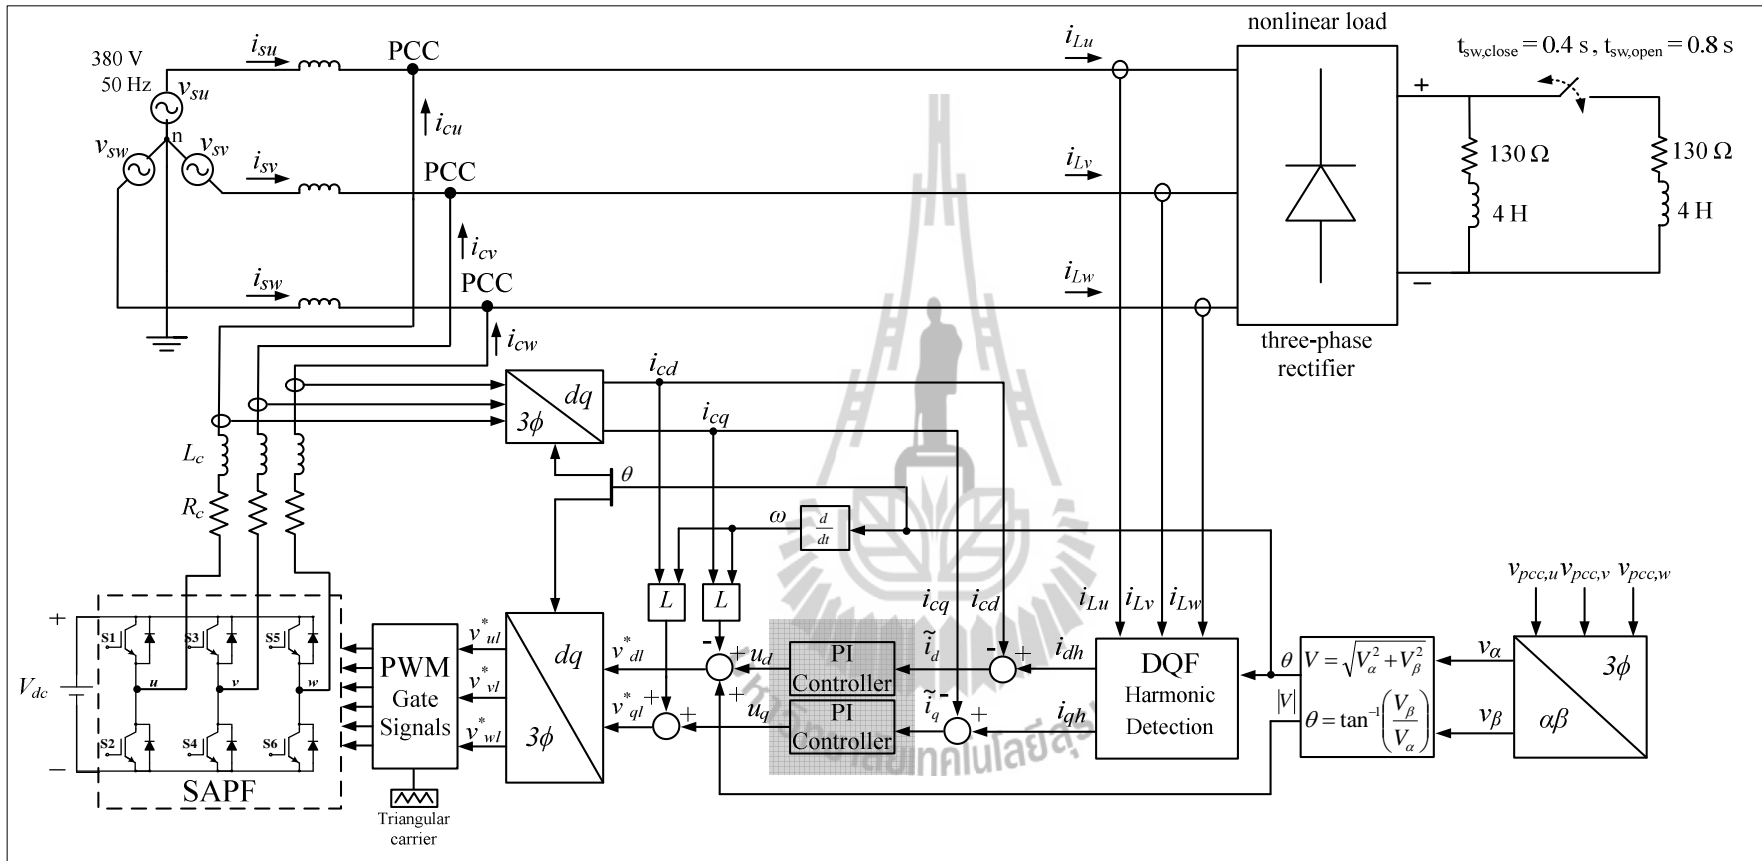 nonlinear load
t_sw,close = 0.4 s , t_sw,open = 0.8 s
380 V
50 Hz
v_su
n
v_sw
v_sv
i_su
PCC
i_Lu
i_cu
i_sv
PCC
i_Lv
i_cv
i_sw
PCC
i_Lw
i_cw
+
−
130 Ω
4 H
130 Ω
4 H
three-phase
rectifier
dq
3ϕ
i_cd
i_cq
θ
ω
d/dt
L_c
R_c
L
L
i_cq
i_cd
i_Lu
i_Lv
i_Lw
v_pcc,u v_pcc,v v_pcc,w
+
V_dc
−
S1
S3
S5
u
v
w
S2
S4
S6
SAPF
PWM
Gate
Signals
Triangular
carrier
v*_ul
v*_vl
v*_wl
dq
3ϕ
v*_dl
v*_ql
-
+
+
+
+
u_d
u_q
PI
Controller
PI
Controller
ĩ_d
ĩ_q
-
+
-
+
i_dh
i_qh
DQF
Harmonic
Detection
θ
|V|
V = √(V_α² + V_β²)
θ = tan⁻¹(V_β / V_α)
v_α
v_β
3ϕ
αβ